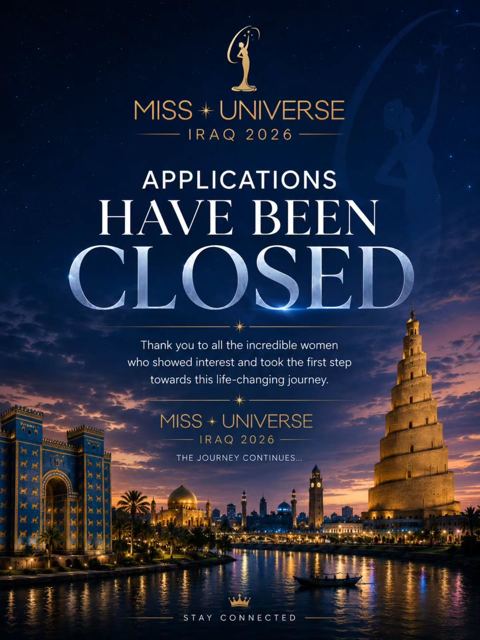 MISS UNIVERSE
IRAQ 2026
APPLICATIONS
HAVE BEEN
CLOSED
Thank you to all the incredible women
who showed interest and took the first step
towards this life-changing journey.
MISS UNIVERSE
IRAQ 2026
THE JOURNEY CONTINUES...
STAY CONNECTED